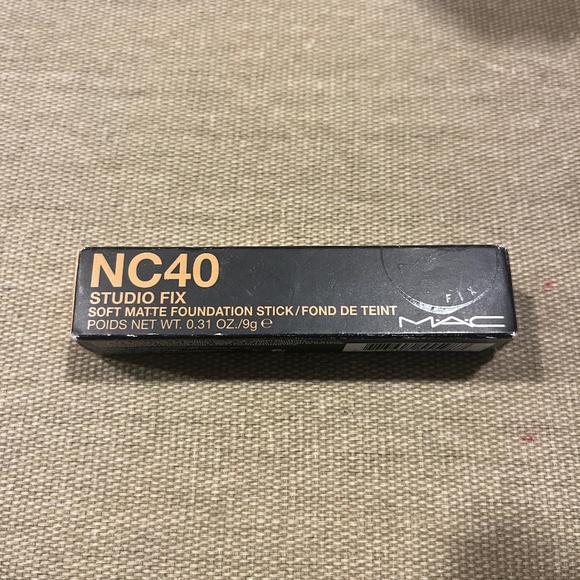 NC40
STUDIO FIX
SOFT MATTE FOUNDATION STICK/FOND DE TEINT
POIDS NET WT. 0.31 OZ./9g ℮
FIX
M·A·C